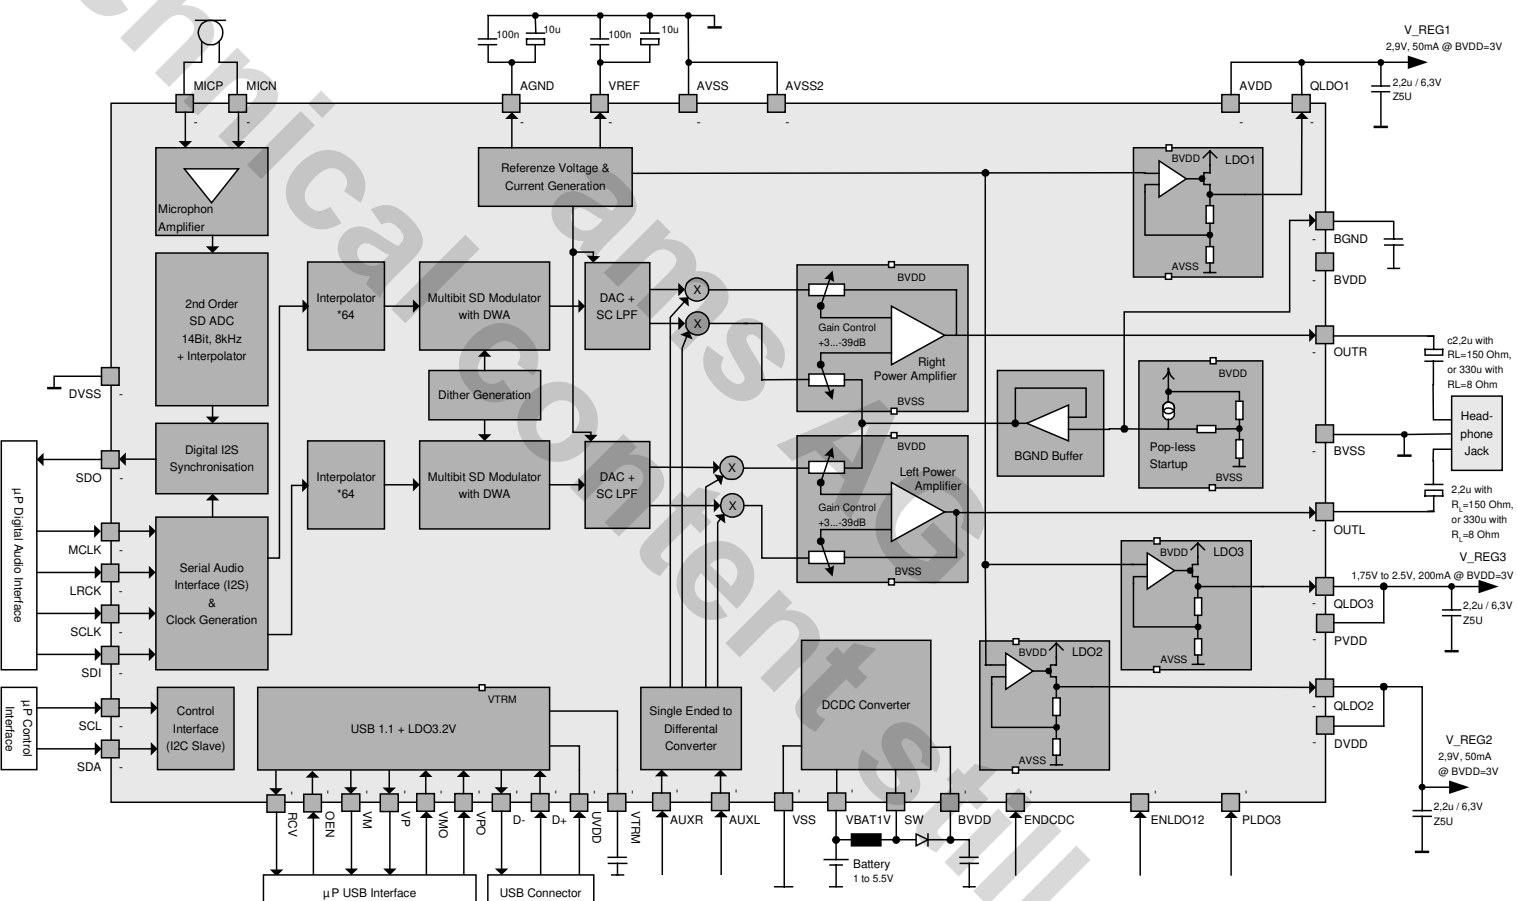 100n
10u
100n
10u
V_REG1
2,9V, 50mA @ BVDD=3V
MICP
MICN
AGND
VREF
AVSS
AVSS2
AVDD
QLDO1
2,2u / 6,3V
Z5U
Microphon
Amplifier
Referenze Voltage &
Current Generation
BVDD
LDO1
AVSS
BGND
BVDD
2nd Order
SD ADC
14Bit, 8kHz
+ Interpolator
Interpolator
*64
Multibit SD Modulator
with DWA
DAC +
SC LPF
X
X
BVDD
Gain Control
+3...-39dB
Right
Power Amplifier
BVSS
OUTR
c2,2u with
RL=150 Ohm,
or 330u with
RL=8 Ohm
DVSS
Dither Generation
BGND Buffer
BVDD
Pop-less
Startup
BVSS
Head-
phone
Jack
BVSS
Digital I2S
Synchronisation
SDO
Interpolator
*64
Multibit SD Modulator
with DWA
DAC +
SC LPF
X
X
BVDD
Left Power
Amplifier
Gain Control
+3...-39dB
BVSS
OUTL
2,2u with
RL=150 Ohm,
or 330u with
RL=8 Ohm
µP Digital Audio Interface
MCLK
LRCK
SCLK
SDI
Serial Audio
Interface (I2S)
&
Clock Generation
BVDD
LDO3
AVSS
V_REG3
1,75V to 2.5V, 200mA @ BVDD=3V
QLDO3
PVDD
2,2u / 6,3V
Z5U
µP Control
Interface
SCL
SDA
Control
Interface
(I2C Slave)
VTRM
USB 1.1 + LDO3.2V
Single Ended to
Differental
Converter
DCDC Converter
BVDD
LDO2
AVSS
QLDO2
DVDD
V_REG2
2,9V, 50mA
@ BVDD=3V
2,2u / 6,3V
Z5U
RCV
OEN
VM
VP
VMO
VPO
D-
D+
UVDD
VTRM
AUXR
AUXL
VSS
VBAT1V
SW
BVDD
ENDCDC
ENLDO12
PLDO3
Battery
1 to 5.5V
µP USB Interface
USB Connector
ams AG
Technical content still